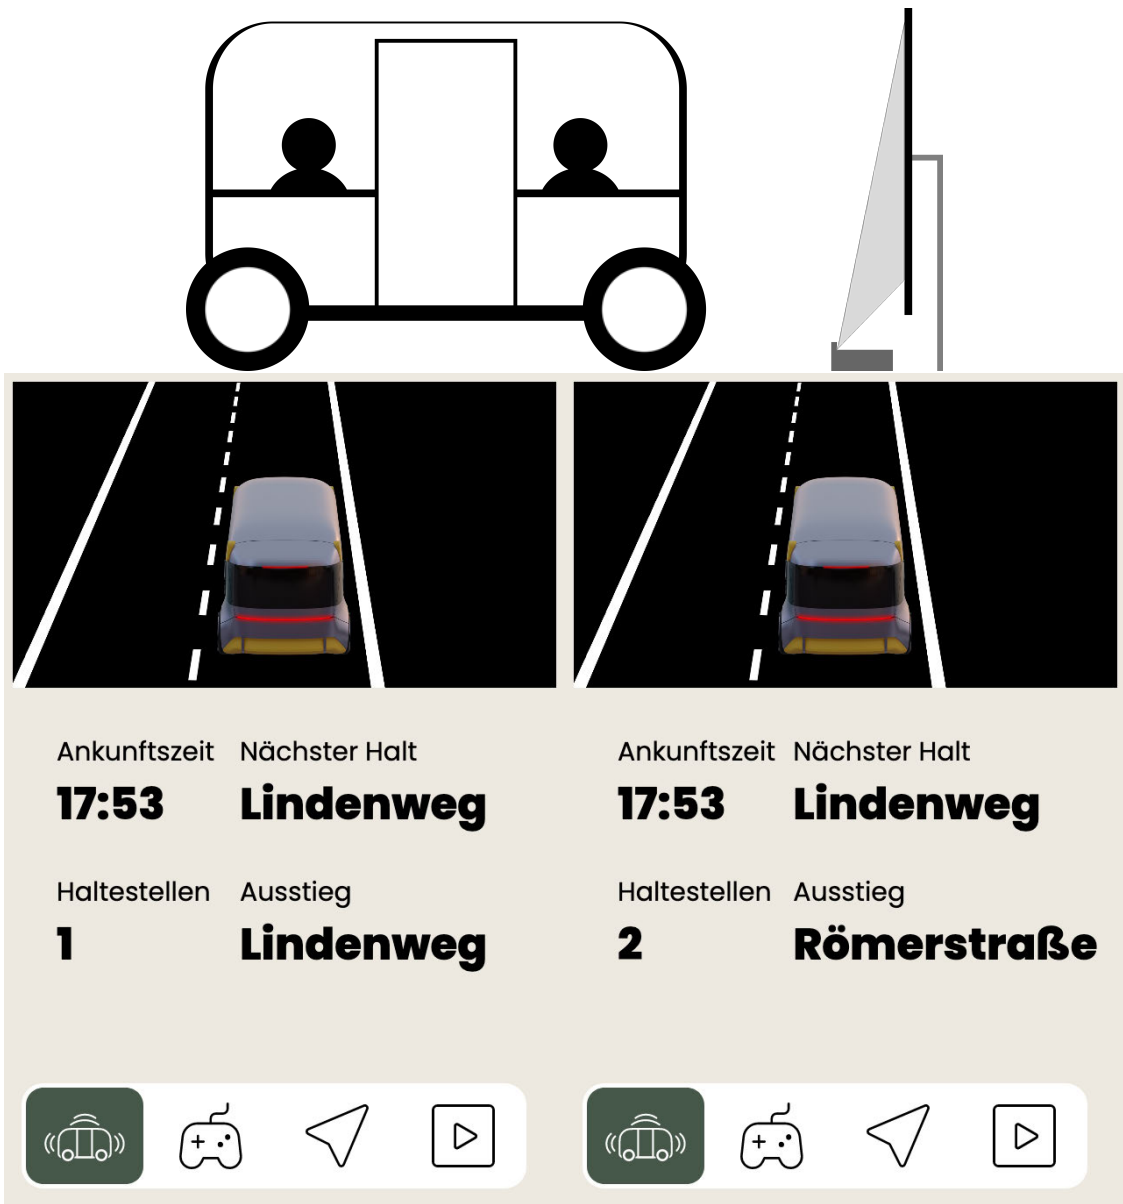 Ankunftszeit Nächster Halt
17:53 Lindenweg
Haltestellen Ausstieg
1 Lindenweg
Ankunftszeit Nächster Halt
17:53 Lindenweg
Haltestellen Ausstieg
2 Römerstraße